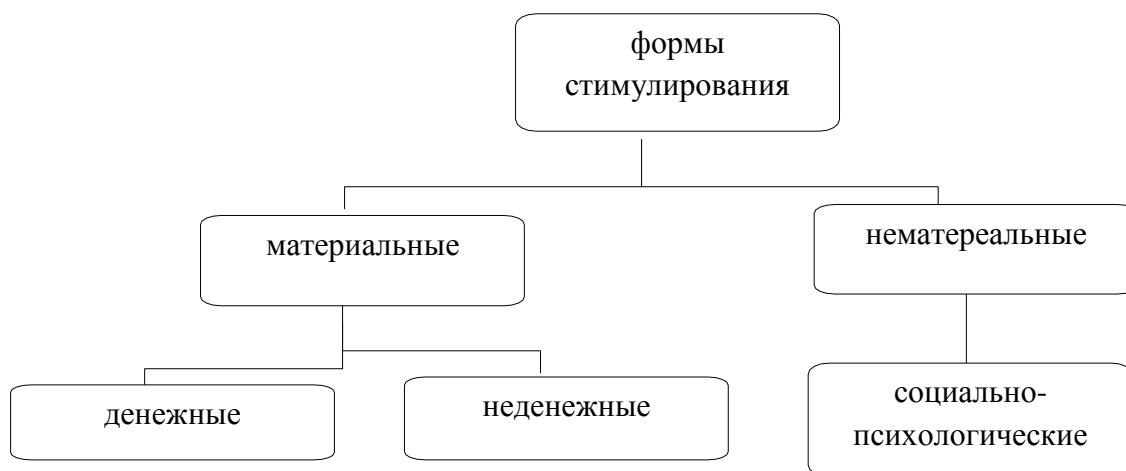 формы
стимулирования
материальные
нематереальные
денежные
неденежные
социально-
психологические